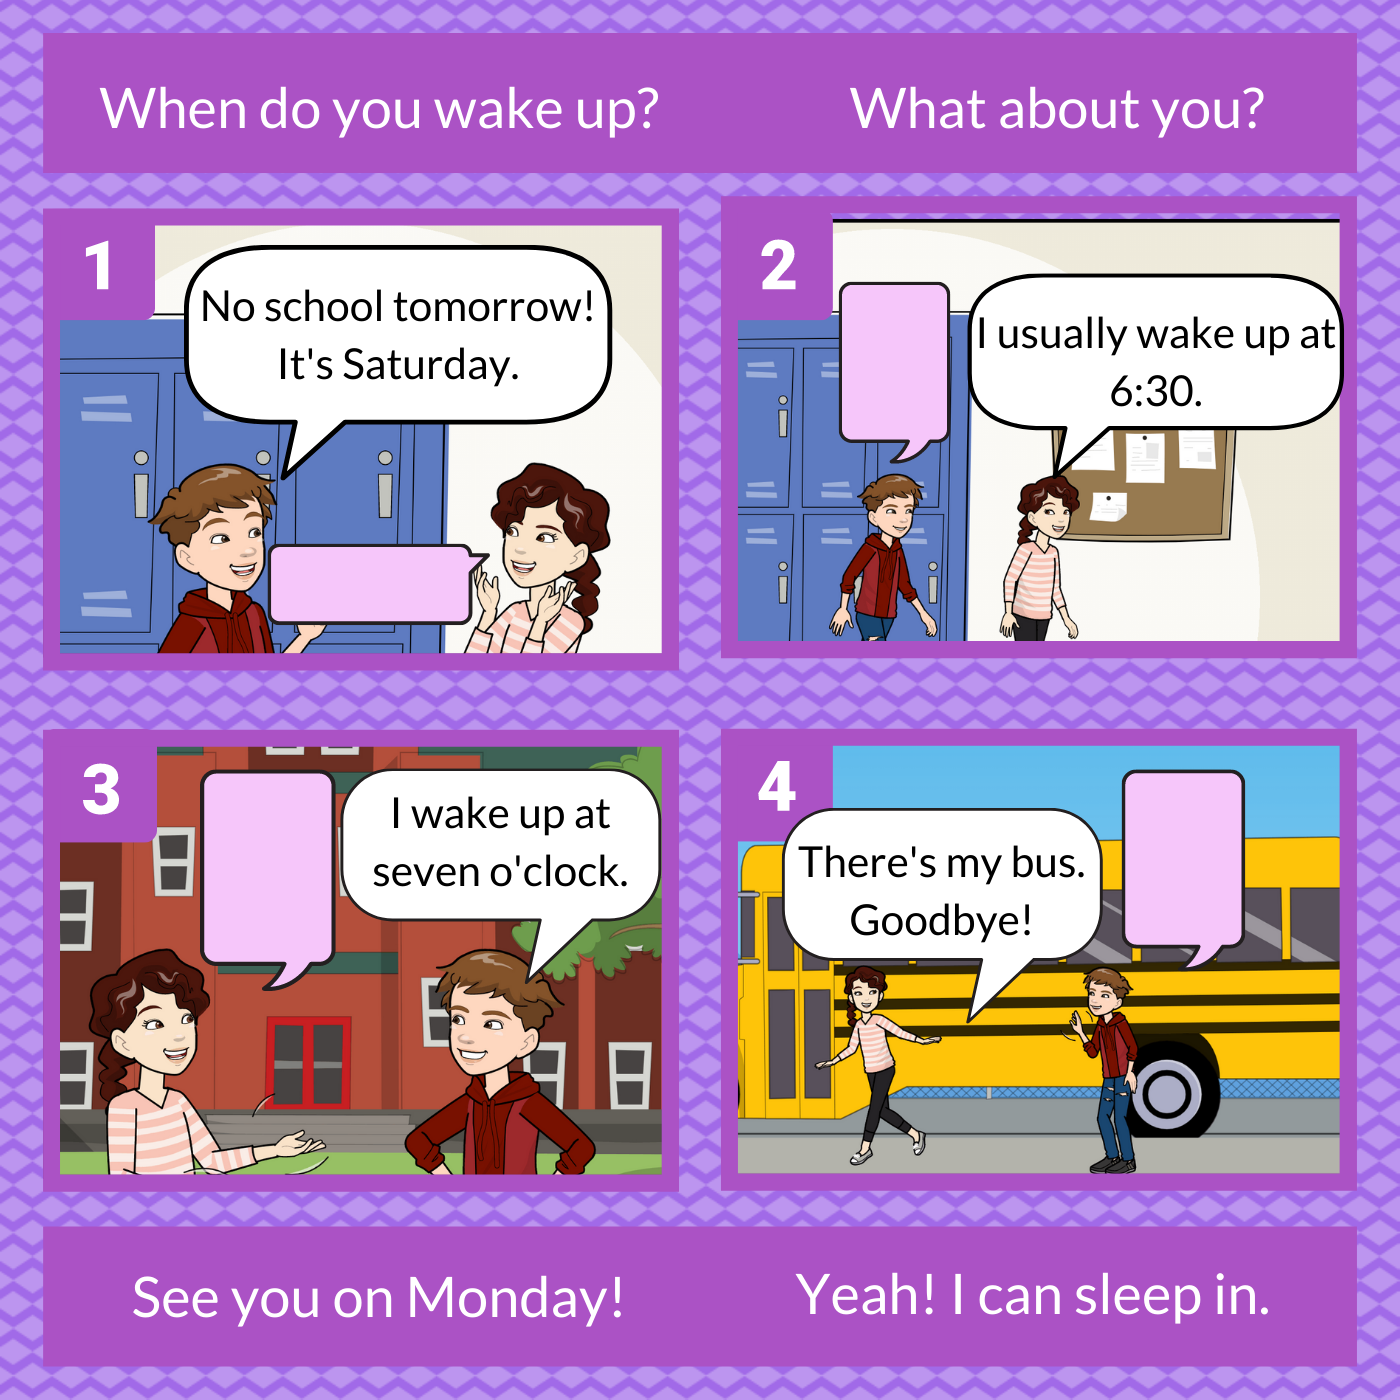 When do you wake up?
What about you?
1
No school tomorrow!
It's Saturday.
2
I usually wake up at
6:30.
3
I wake up at
seven o'clock.
4
There's my bus.
Goodbye!
See you on Monday!
Yeah! I can sleep in.